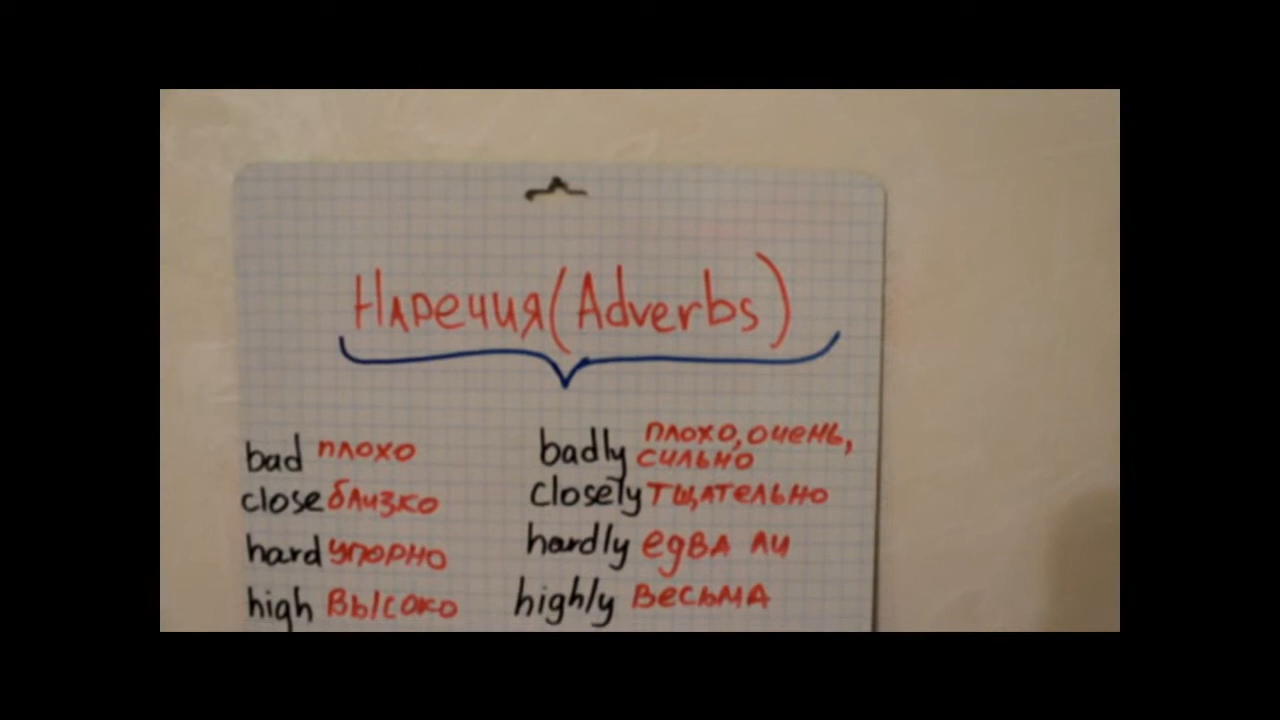 Наречия (Adverbs)
bad плохо badly плохо, очень, сильно
close близко closely тщательно
hard упорно hardly едва ли
high высоко highly весьма